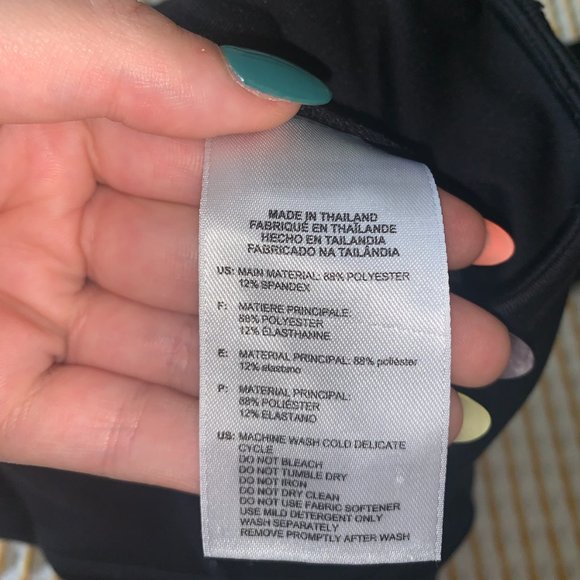 MADE IN THAILAND
FABRIQUÉ EN THAÏLANDE
HECHO EN TAILANDIA
FABRICADO NA TAILÂNDIA
US: MAIN MATERIAL: 88% POLYESTER
12% SPANDEX
F: MATIERE PRINCIPALE:
88% POLYESTER
12% ÉLASTHANNE
E: MATERIAL PRINCIPAL: 88% poliéster
12% elastano
P: MATERIAL PRINCIPAL:
88% POLIÉSTER
12% ELASTANO
US: MACHINE WASH COLD DELICATE
CYCLE
DO NOT BLEACH
DO NOT TUMBLE DRY
DO NOT IRON
DO NOT DRY CLEAN
DO NOT USE FABRIC SOFTENER
USE MILD DETERGENT ONLY
WASH SEPARATELY
REMOVE PROMPTLY AFTER WASH